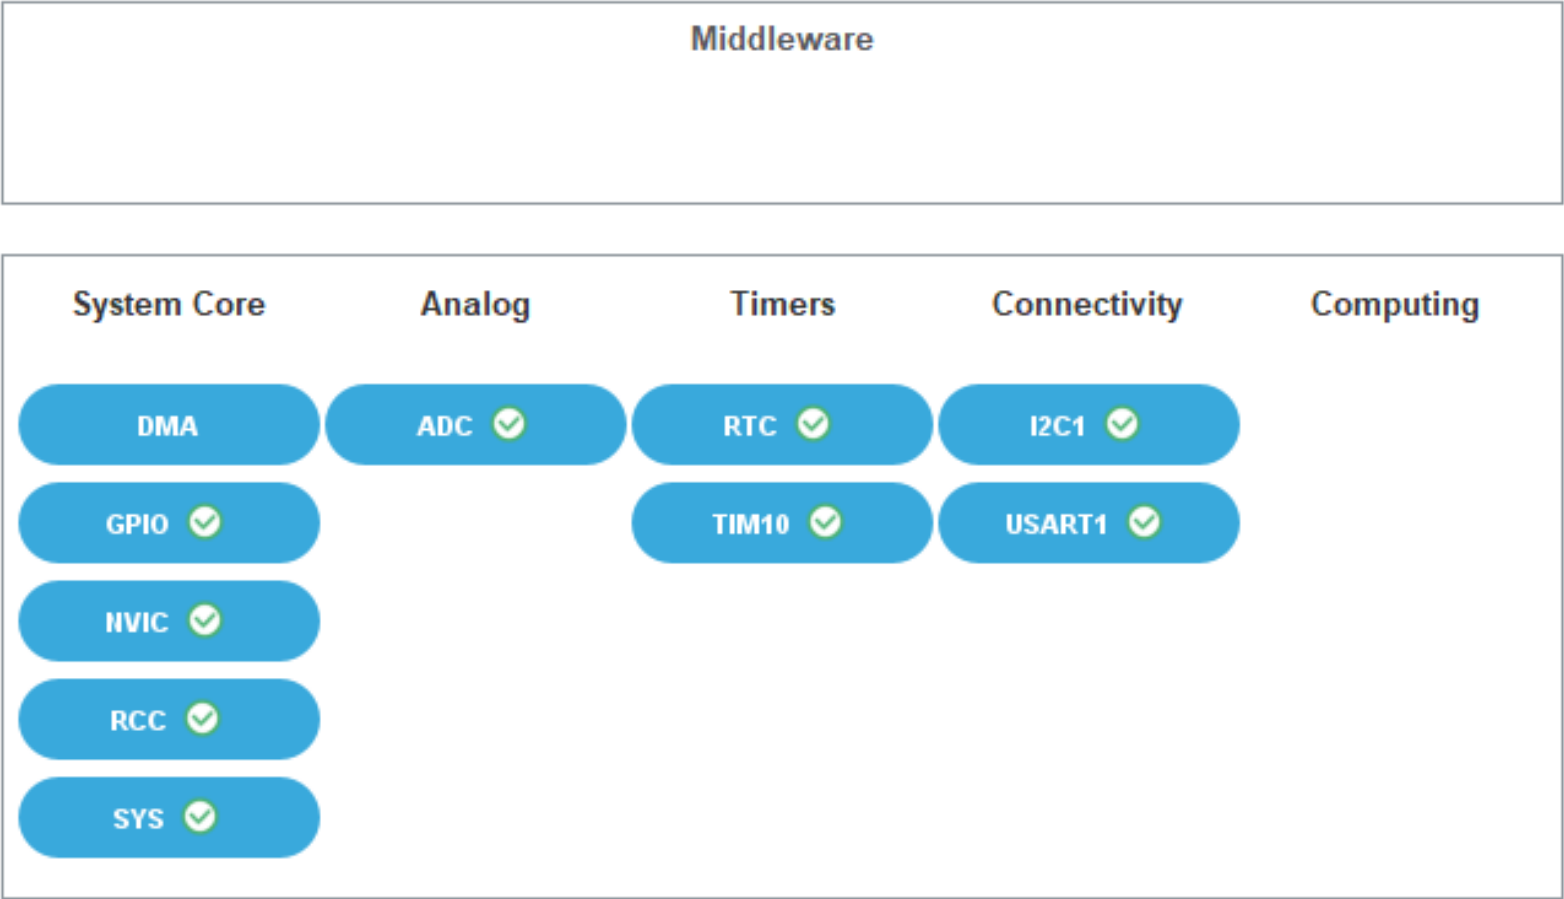 Middleware
System Core Analog Timers Connectivity Computing
DMA ADC RTC I2C1
GPIO TIM10 USART1
NVIC
RCC
SYS